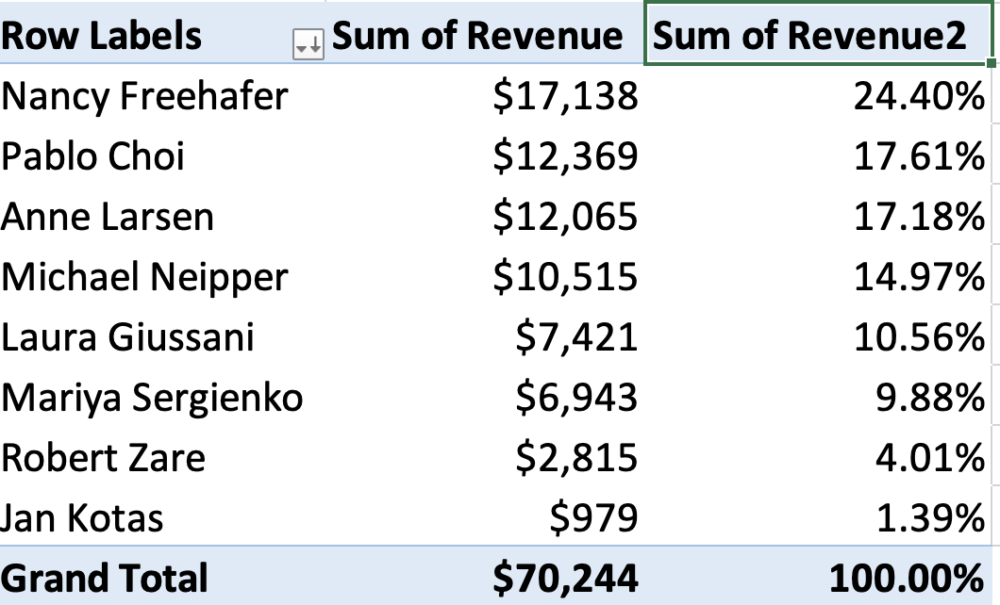 Row Labels Sum of Revenue Sum of Revenue2
Nancy Freehafer $17,138 24.40%
Pablo Choi $12,369 17.61%
Anne Larsen $12,065 17.18%
Michael Neipper $10,515 14.97%
Laura Giussani $7,421 10.56%
Mariya Sergienko $6,943 9.88%
Robert Zare $2,815 4.01%
Jan Kotas $979 1.39%
Grand Total $70,244 100.00%